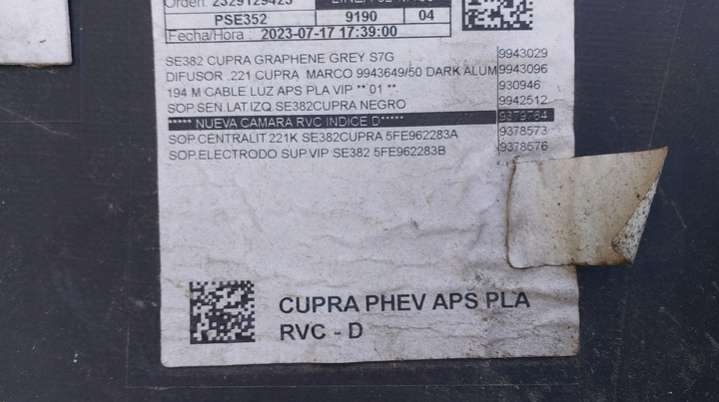 Orden: 2329129423
PSE352 9190 04
Fecha/Hora : 2023-07-17 17:39:00
SE382 CUPRA GRAPHENE GREY S7G 9943029
DIFUSOR .221 CUPRA MARCO 9943649/50 DARK ALUM 9943096
194 M CABLE LUZ APS PLA VIP ** 01 ** 930946
SOP.SEN.LAT.IZQ SE382CUPRA NEGRO 9942512
***** NUEVA CAMARA RVC INDICE D***** 9379764
SOP.CENTRALIT.221K SE382CUPRA 5FE962283A 9378573
SOP.ELECTRODO SUP.VIP SE382 5FE962283B 9378576
CUPRA PHEV APS PLA
RVC - D